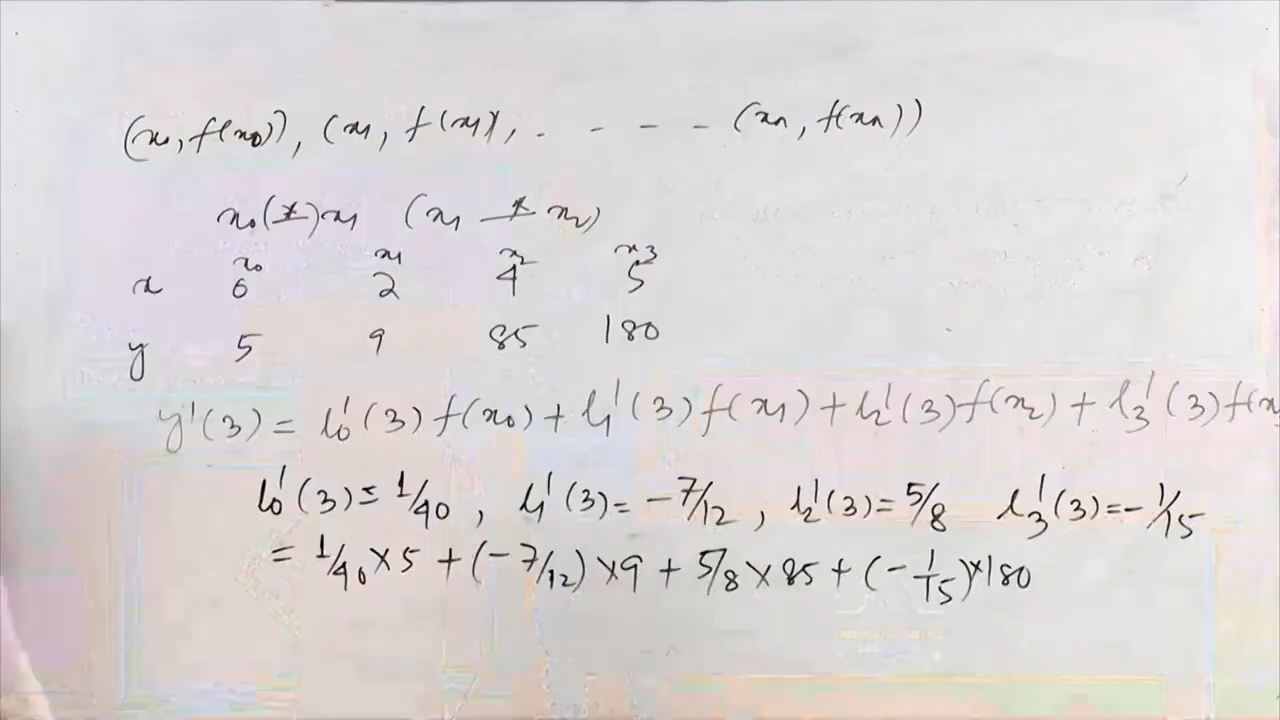 (x₀, f(x₀)), (x₁, f(x₁)), . - - - (xₙ, f(xₙ))
x₀(*)x₁ (x₁ * x₂)
x₀ x₁ x₂ x₃
x 0 2 4 5
y 5 9 85 180
y'(3) = l₀'(3) f(x₀) + l₁'(3) f(x₁) + l₂'(3) f(x₂) + l₃'(3) f(x₃
l₀'(3) = 1/40 , l₁'(3) = -7/12 , l₂'(3) = 5/8 l₃'(3) = -1/15
= 1/40 × 5 + (-7/12) × 9 + 5/8 × 85 + (-1/15) × 180